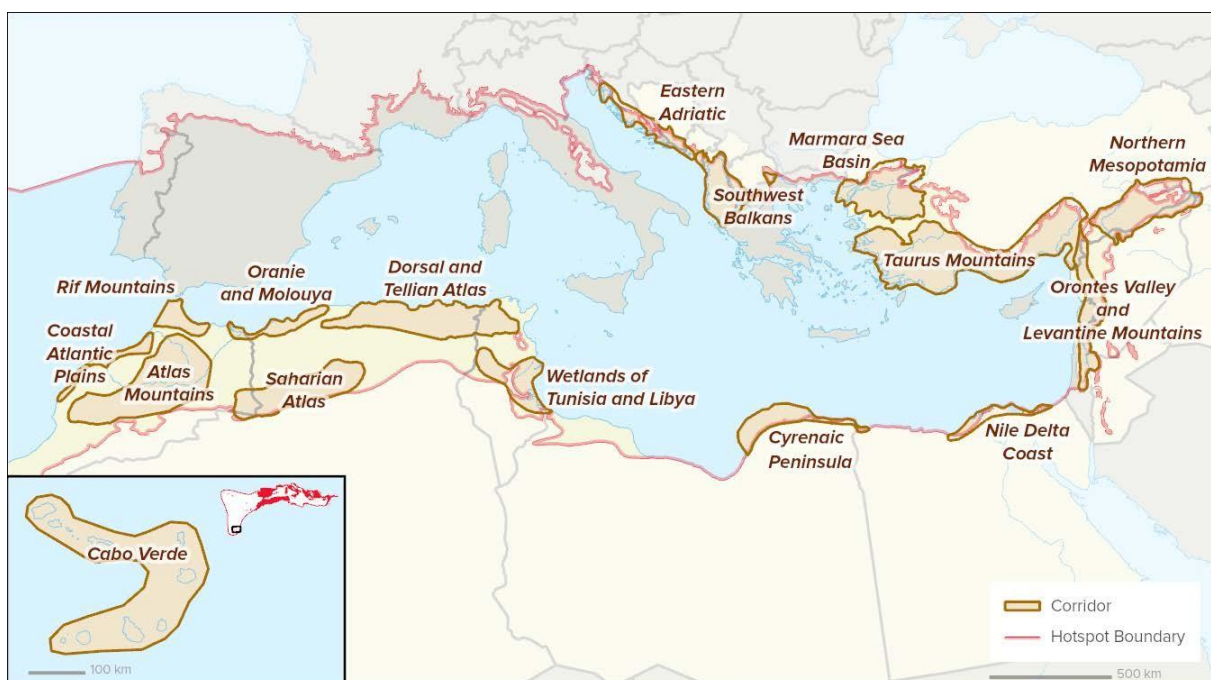 Eastern
Adriatic
Marmara Sea
Basin
Northern
Mesopotamia
Southwest
Balkans
Taurus Mountains
Rif Mountains
Oranie
and Molouya
Dorsal and
Tellian Atlas
Orontes Valley
and
Levantine Mountains
Coastal
Atlantic
Plains
Atlas
Mountains
Saharian
Atlas
Wetlands of
Tunisia and Libya
Cyrenaic
Peninsula
Nile Delta
Coast
Cabo Verde
100 km
Corridor
Hotspot Boundary
500 km